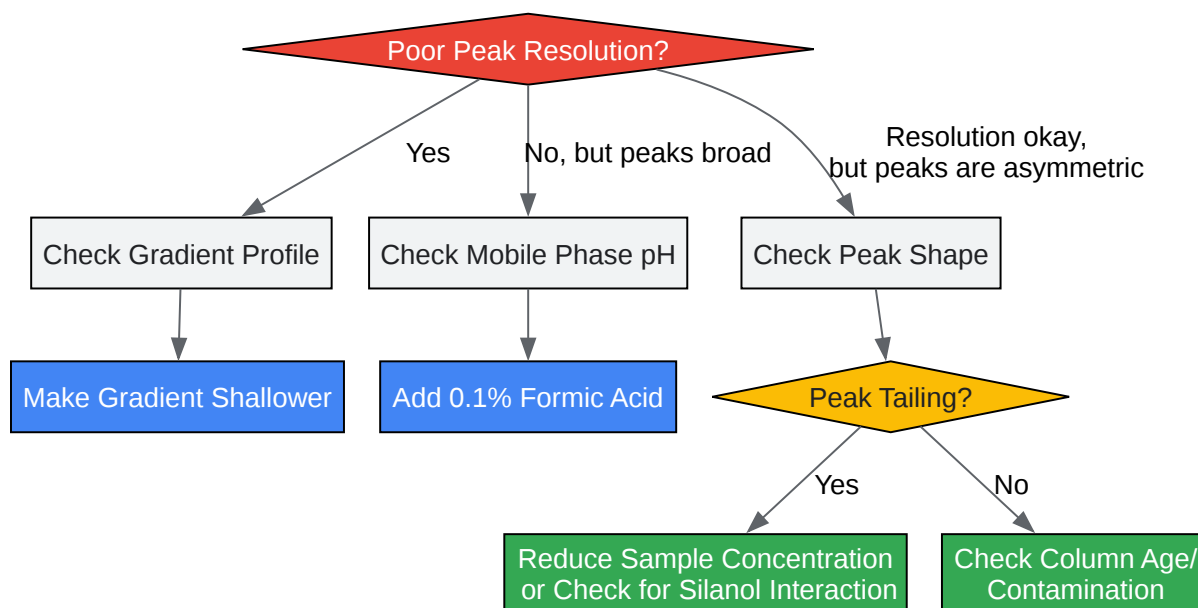 Poor Peak Resolution?
Yes
No, but peaks broad
Resolution okay,
but peaks are asymmetric
Check Gradient Profile
Check Mobile Phase pH
Check Peak Shape
Make Gradient Shallower
Add 0.1% Formic Acid
Peak Tailing?
Yes
No
Reduce Sample Concentration
or Check for Silanol Interaction
Check Column Age/
Contamination